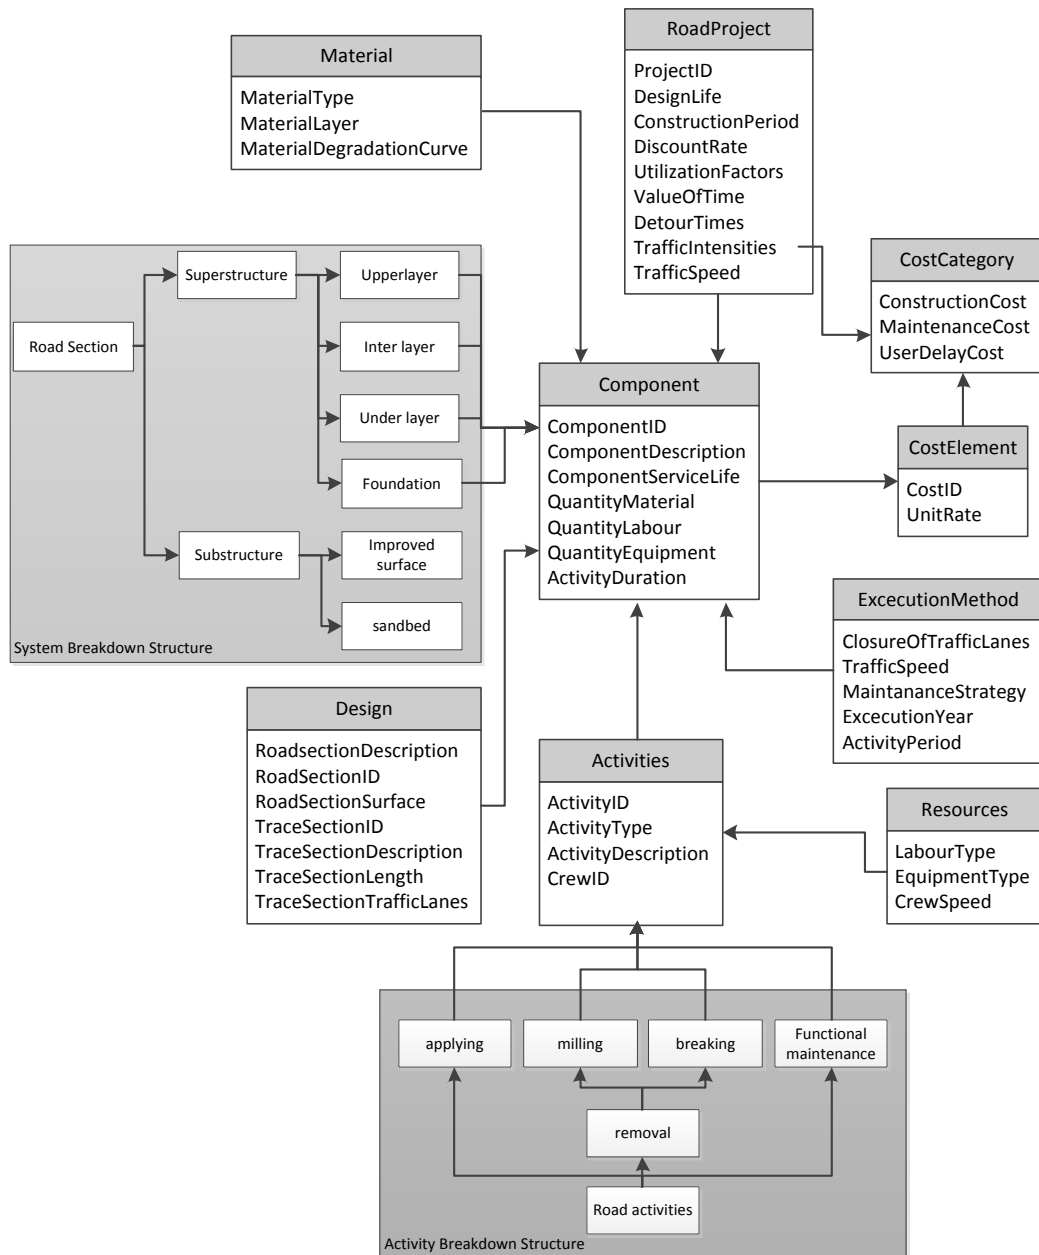 RoadProject
ProjectID
DesignLife
ConstructionPeriod
DiscountRate
UtilizationFactors
ValueOfTime
DetourTimes
TrafficIntensities
TrafficSpeed
Material
MaterialType
MaterialLayer
MaterialDegradationCurve
CostCategory
ConstructionCost
MaintenanceCost
UserDelayCost
Road Section
Superstructure
Upperlayer
Inter layer
Under layer
Foundation
Substructure
Improved
surface
sandbed
System Breakdown Structure
Component
ComponentID
ComponentDescription
ComponentServiceLife
QuantityMaterial
QuantityLabour
QuantityEquipment
ActivityDuration
CostElement
CostID
UnitRate
ExcecutionMethod
ClosureOfTrafficLanes
TrafficSpeed
MaintananceStrategy
ExcecutionYear
ActivityPeriod
Design
RoadsectionDescription
RoadSectionID
RoadSectionSurface
TraceSectionID
TraceSectionDescription
TraceSectionLength
TraceSectionTrafficLanes
Activities
ActivityID
ActivityType
ActivityDescription
CrewID
Resources
LabourType
EquipmentType
CrewSpeed
applying
milling
breaking
Functional
maintenance
removal
Road activities
Activity Breakdown Structure